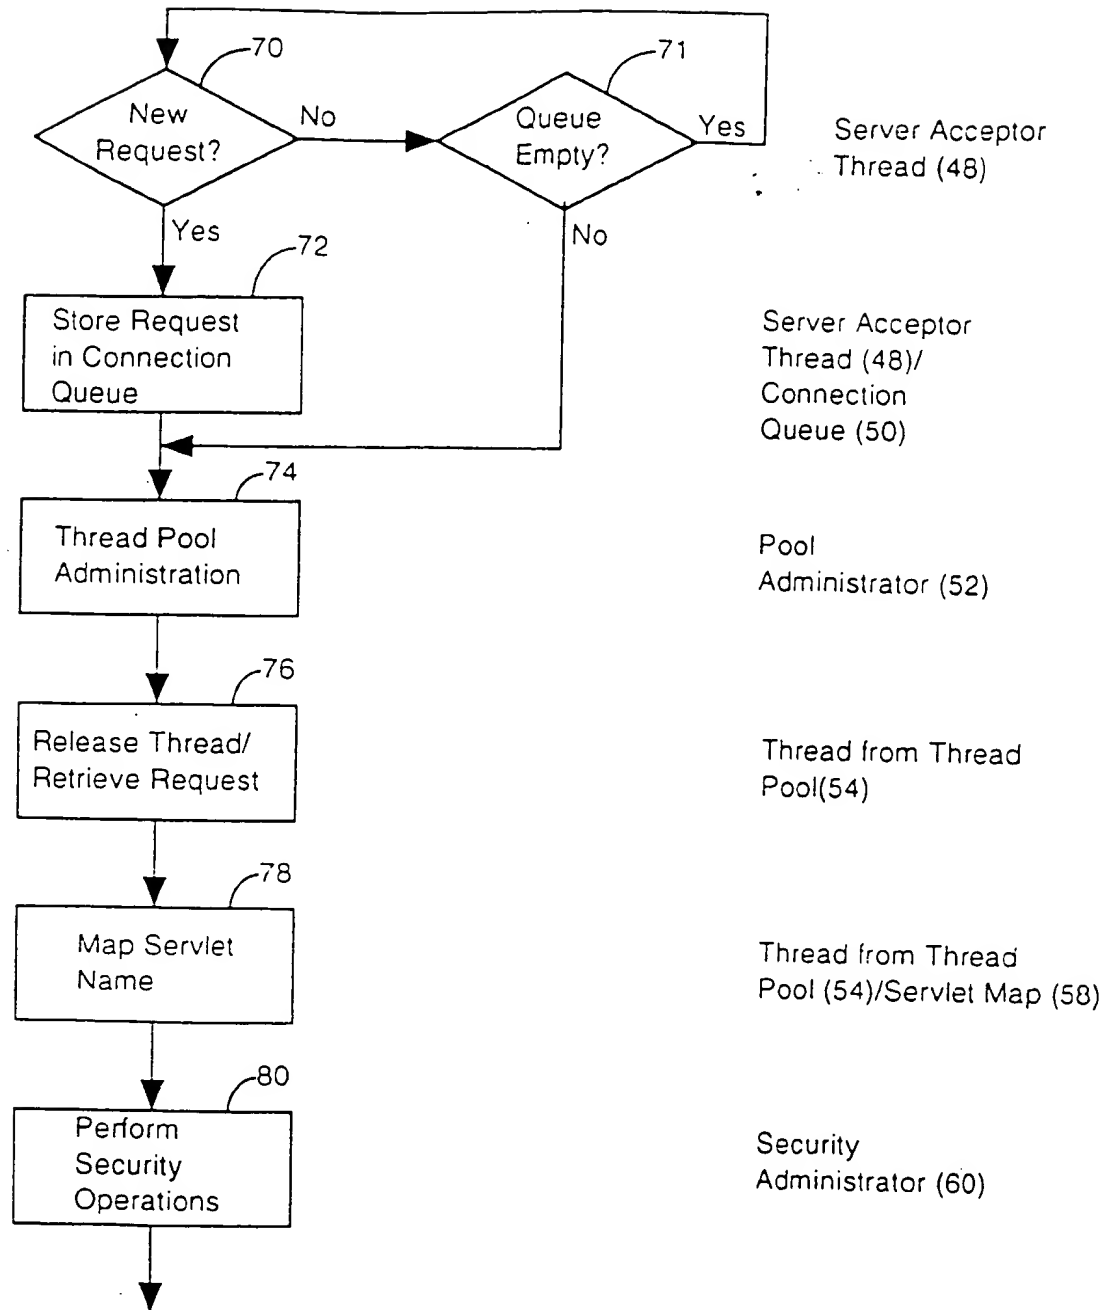 70
New
Request?
No
71
Queue
Empty?
Yes
Server Acceptor
Thread (48)
Yes
No
72
Store Request
in Connection
Queue
Server Acceptor
Thread (48)/
Connection
Queue (50)
74
Thread Pool
Administration
Pool
Administrator (52)
76
Release Thread/
Retrieve Request
Thread from Thread
Pool(54)
78
Map Servlet
Name
Thread from Thread
Pool (54)/Servlet Map (58)
80
Perform
Security
Operations
Security
Administrator (60)